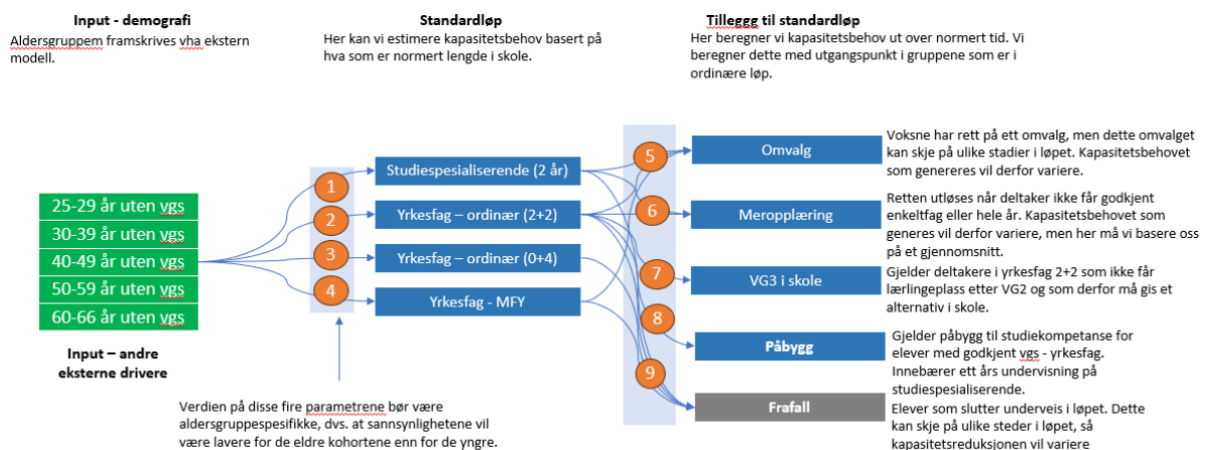 Input - demografi
Aldersgruppem framskrives vha ekstern
modell.
Standardløp
Her kan vi estimere kapasitetsbehov basert på
hva som er normert lengde i skole.
Tilleggg til standardløp
Her beregner vi kapasitetsbehov ut over normert tid. Vi
beregner dette med utgangspunkt i gruppene som er i
ordinære løp.
25-29 år uten vgs
30-39 år uten vgs
40-49 år uten vgs
50-59 år uten vgs
60-66 år uten vgs
Input – andre
eksterne drivere
1
2
3
4
Verdien på disse fire parametrene bør være
aldersgruppespesifikke, dvs. at sannsynlighetene vil
være lavere for de eldre kohortene enn for de yngre.
Studiespesialiserende (2 år)
Yrkesfag – ordinær (2+2)
Yrkesfag – ordinær (0+4)
Yrkesfag - MFY
5
6
7
8
9
Omvalg
Voksne har rett på ett omvalg, men dette omvalget
kan skje på ulike stadier i løpet. Kapasitetsbehovet
som genereres vil derfor variere.
Meropplæring
Retten utløses når deltaker ikke får godkjent
enkeltfag eller hele år. Kapasitetsbehovet som
generes vil derfor variere, men her må vi basere oss
på et gjennomsnitt.
VG3 i skole
Gjelder deltakere i yrkesfag 2+2 som ikke får
lærlingeplass etter VG2 og som derfor må gis et
alternativ i skole.
Påbygg
Gjelder påbygg til studiekompetanse for
elever med godkjent vgs - yrkesfag.
Innebærer ett års undervisning på
studiespesialiserende.
Frafall
Elever som slutter underveis i løpet. Dette
kan skje på ulike steder i løpet, så
kapasitetsreduksjonen vil variere